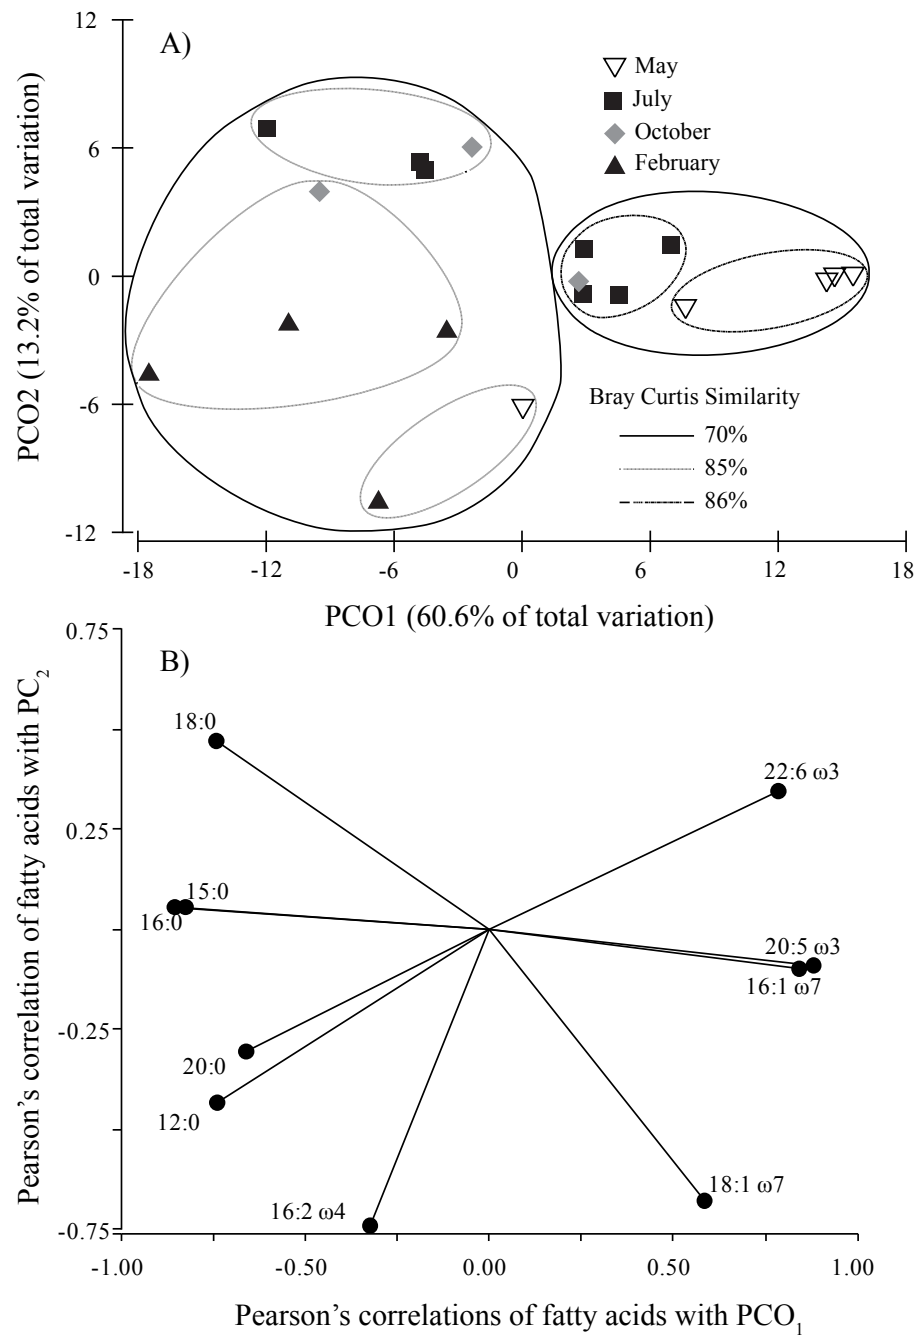 12
A)
May
July
October
February
6
0
-6
-12
PCO2 (13.2% of total variation)
Bray Curtis Similarity
70%
85%
86%
-18 -12 -6 0 6 12 18
PCO1 (60.6% of total variation)
0.75
B)
18:0
22:6 ω3
0.25
15:0
16:0
20:5 ω3
16:1 ω7
-0.25
20:0
12:0
18:1 ω7
16:2 ω4
-0.75
Pearson's correlation of fatty acids with PC₂
-1.00 -0.50 0.00 0.50 1.00
Pearson's correlations of fatty acids with PCO₁